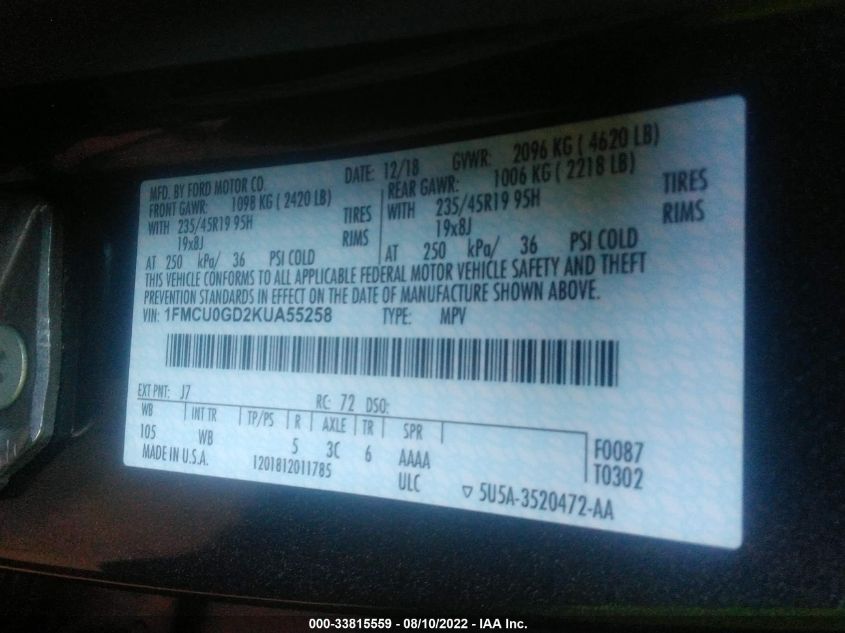 MFD. BY FORD MOTOR CO. DATE: 12/18 GVWR: 2096 KG ( 4620 LB)
FRONT GAWR: 1098 KG ( 2420 LB) REAR GAWR: 1006 KG ( 2218 LB)
WITH 235/45R19 95H TIRES WITH 235/45R19 95H TIRES
19x8J RIMS 19x8J RIMS
AT 250 kPa/ 36 PSI COLD AT 250 kPa/ 36 PSI COLD
THIS VEHICLE CONFORMS TO ALL APPLICABLE FEDERAL MOTOR VEHICLE SAFETY AND THEFT
PREVENTION STANDARDS IN EFFECT ON THE DATE OF MANUFACTURE SHOWN ABOVE.
VIN: 1FMCU0GD2KUA55258 TYPE: MPV
EXT PNT: J7 RC: 72 DSO:
WB INT TR TP/PS R AXLE TR SPR
105 WB 5 3C 6 AAAA F0087
MADE IN U.S.A. 1201812011785 ULC T0302
5U5A-3520472-AA
000-33815559 - 08/10/2022 - IAA Inc.